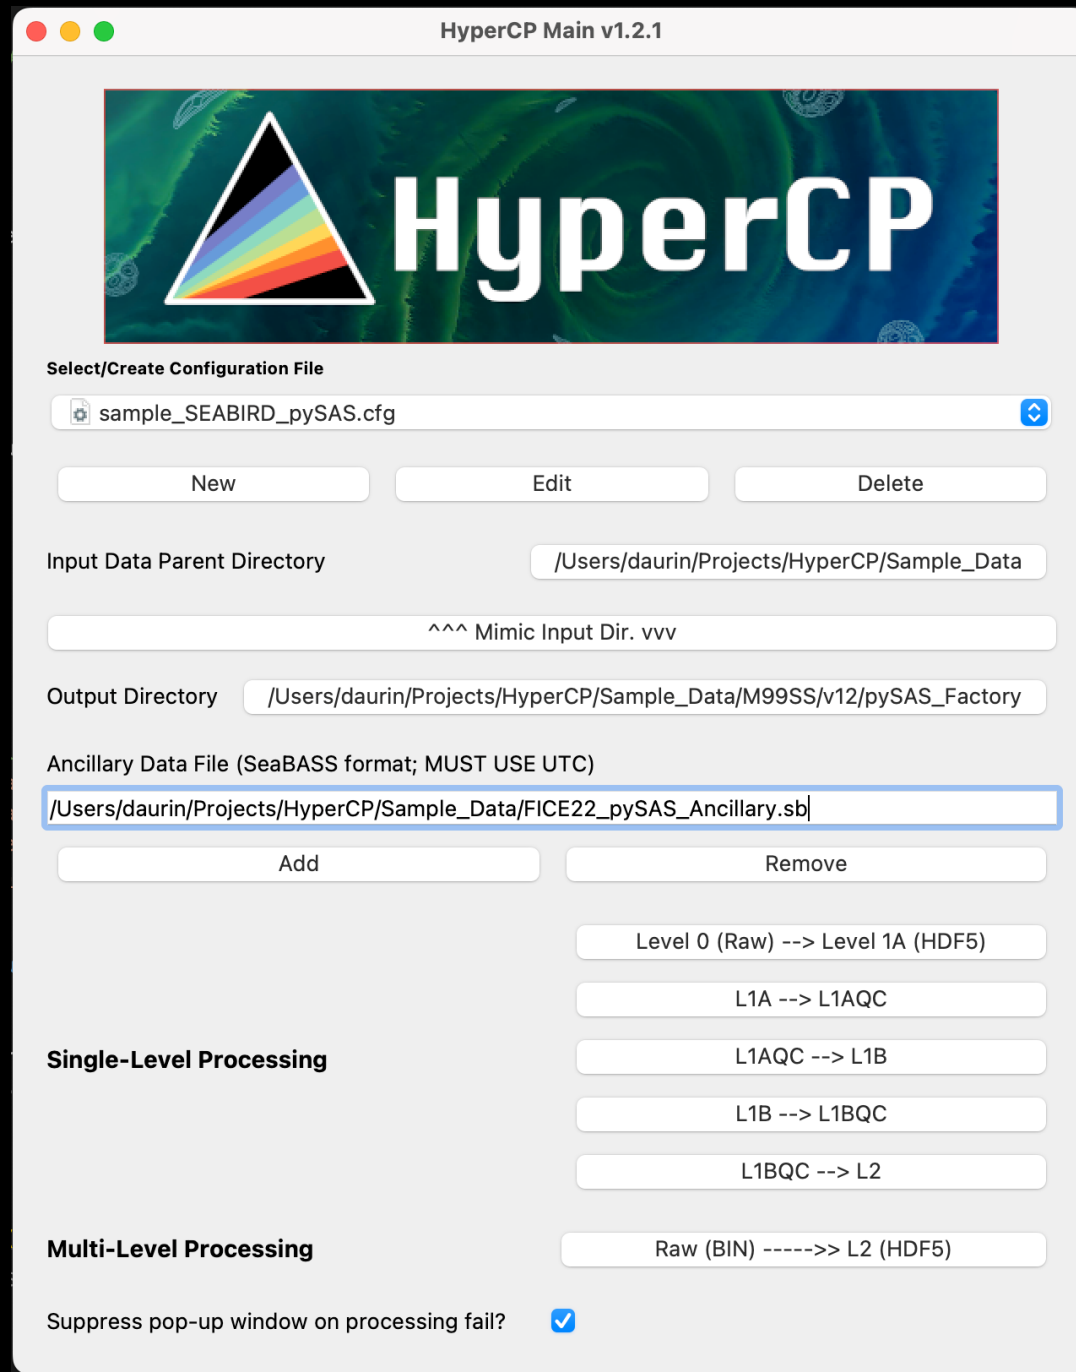 HyperCP Main v1.2.1
HyperCP
Select/Create Configuration File
sample_SEABIRD_pySAS.cfg
New Edit Delete
Input Data Parent Directory /Users/daurin/Projects/HyperCP/Sample_Data
^^^ Mimic Input Dir. vvv
Output Directory /Users/daurin/Projects/HyperCP/Sample_Data/M99SS/v12/pySAS_Factory
Ancillary Data File (SeaBASS format; MUST USE UTC)
/Users/daurin/Projects/HyperCP/Sample_Data/FICE22_pySAS_Ancillary.sb
Add Remove
Level 0 (Raw) --> Level 1A (HDF5)
L1A --> L1AQC
Single-Level Processing L1AQC --> L1B
L1B --> L1BQC
L1BQC --> L2
Multi-Level Processing Raw (BIN) ----->> L2 (HDF5)
Suppress pop-up window on processing fail?